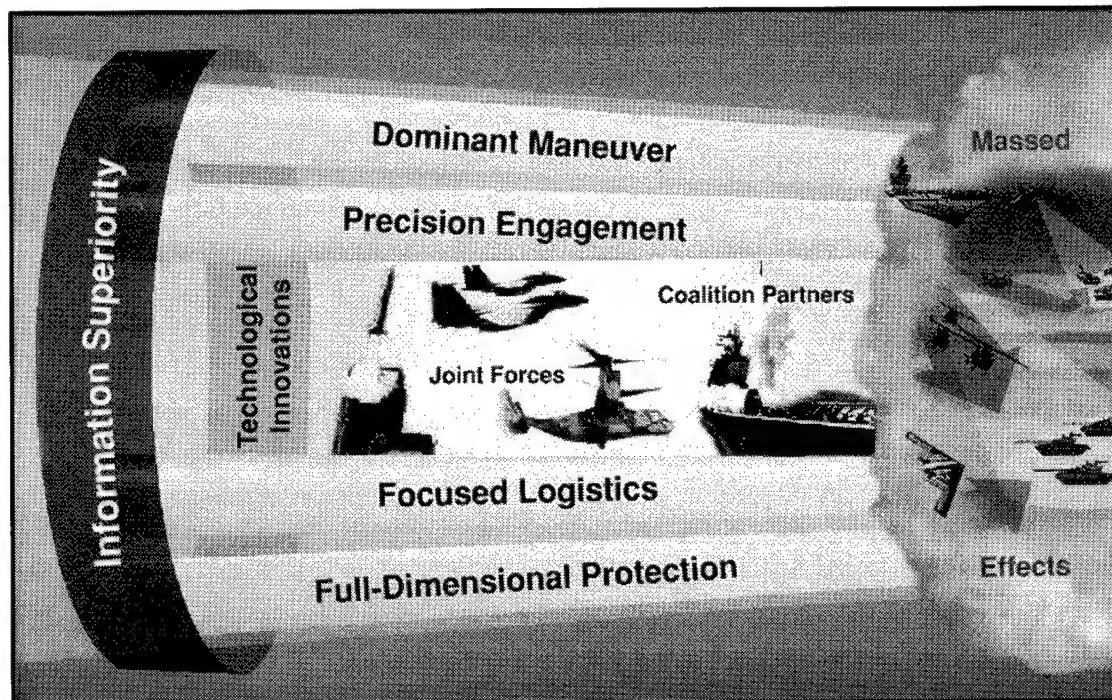 Information Superiority
Dominant Maneuver
Precision Engagement
Technological
Innovations
Coalition Partners
Joint Forces
Focused Logistics
Full-Dimensional Protection
Massed
Effects